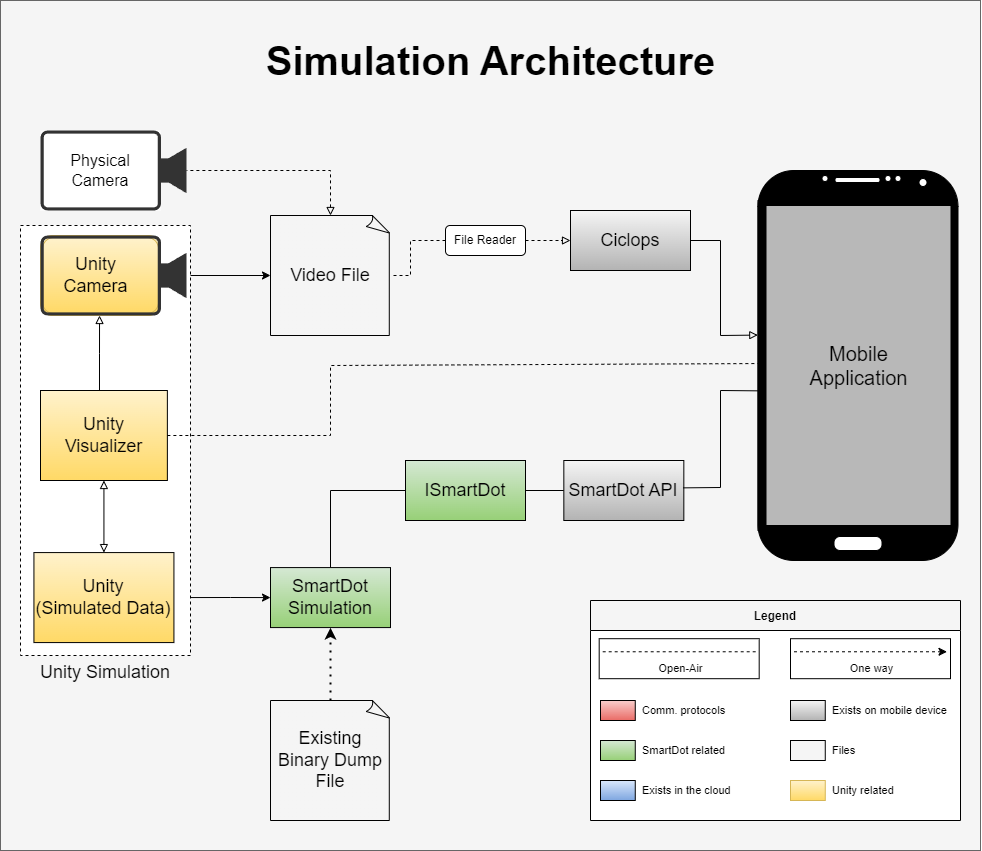 Simulation Architecture
Physical
Camera
Unity
Camera
Video File
File Reader
Ciclops
Mobile
Application
Unity
Visualizer
ISmartDot
SmartDot API
Unity
(Simulated Data)
SmartDot
Simulation
Unity Simulation
Existing
Binary Dump
File
Legend
Open-Air
One way
Comm. protocols
Exists on mobile device
SmartDot related
Files
Exists in the cloud
Unity related